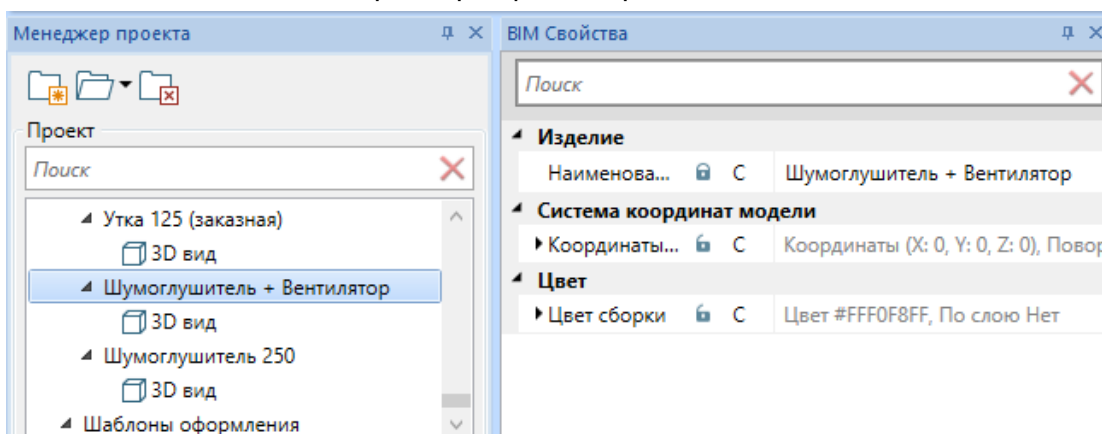 Менеджер проекта
Проект
Поиск
Утка 125 (заказная)
3D вид
Шумоглушитель + Вентилятор
3D вид
Шумоглушитель 250
3D вид
Шаблоны оформления
BIM Свойства
Поиск
Изделие
Наименова... С Шумоглушитель + Вентилятор
Система координат модели
Координаты... С Координаты (X: 0, Y: 0, Z: 0), Повор
Цвет
Цвет сборки С Цвет #FFF0F8FF, По слою Нет